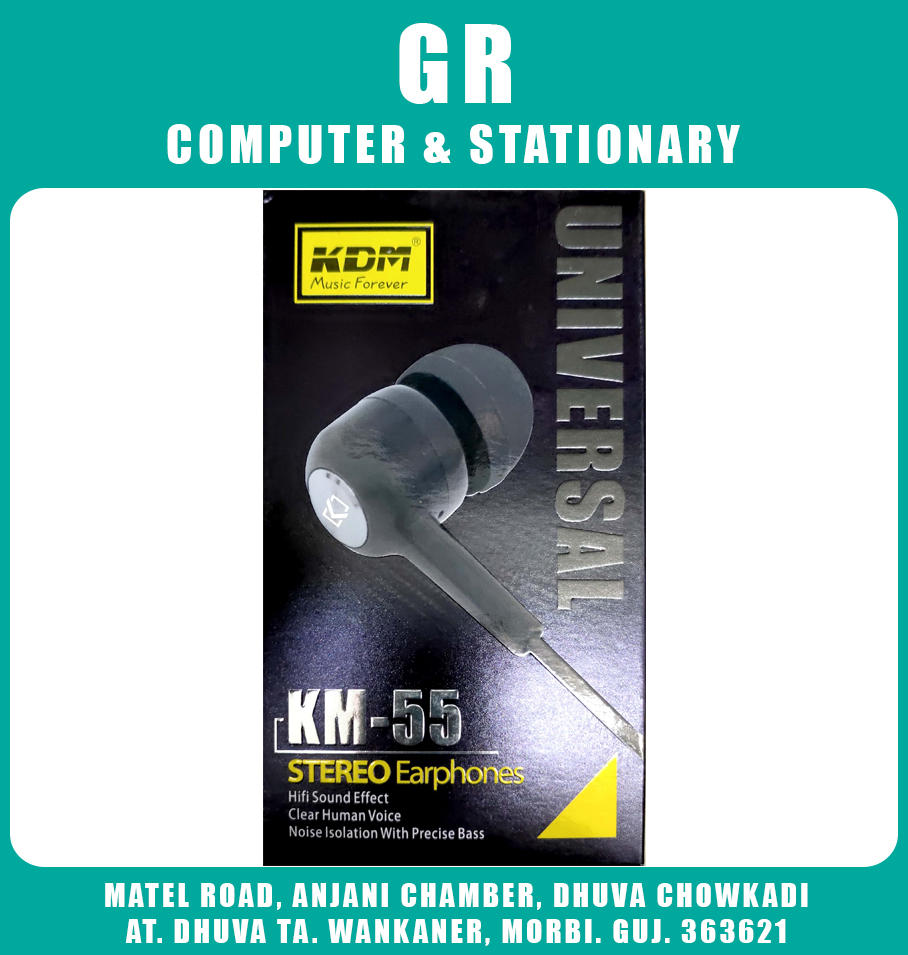 GR
COMPUTER & STATIONARY
KDM®
Music Forever
UNIVERSAL
KM-55
STEREO Earphones
Hifi Sound Effect
Clear Human Voice
Noise Isolation With Precise Bass
MATEL ROAD, ANJANI CHAMBER, DHUVA CHOWKADI
AT. DHUVA TA. WANKANER, MORBI. GUJ. 363621